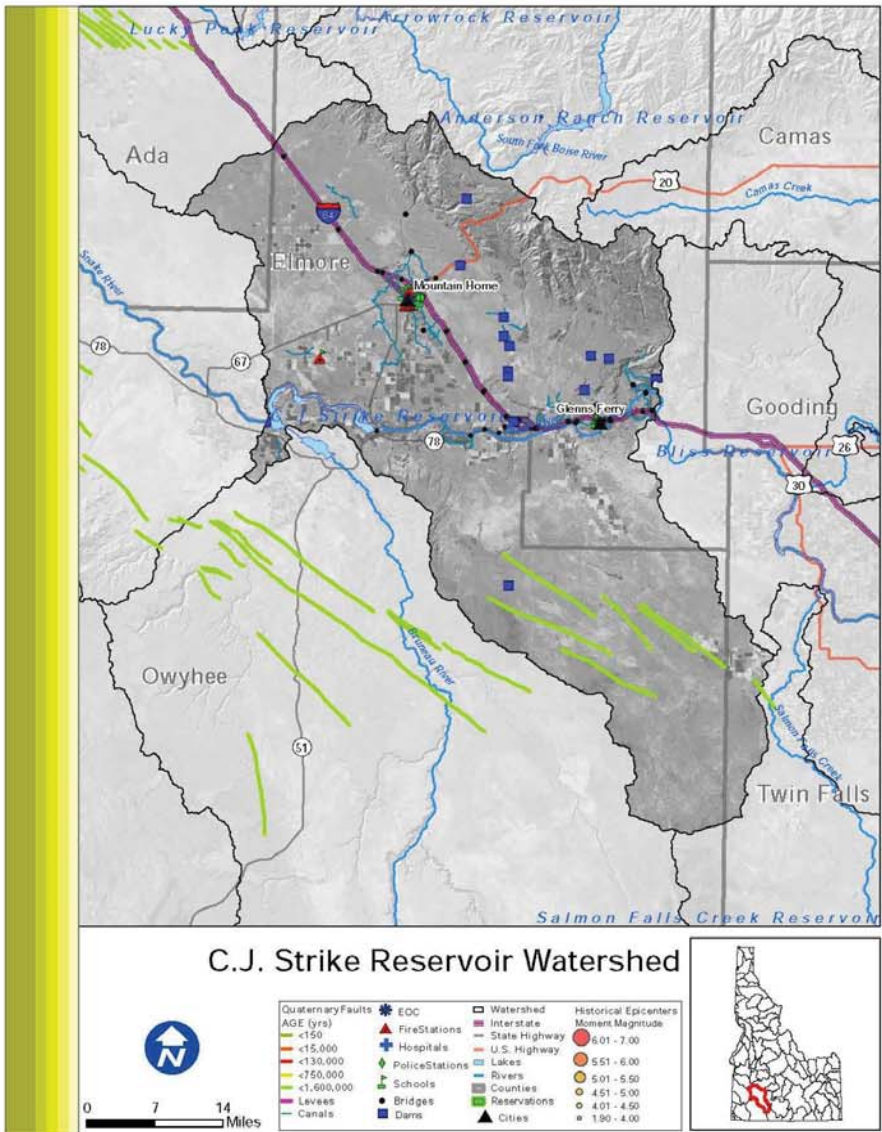 Lucky Peak Reservoir
Arrowrock Reservoir
Anderson Ranch Reservoir
South Fork Boise River
Camas
Ada
20
Camas Creek
84
Snake River
Elmore
Mountain Home
78
67
C.J. Strike Reservoir
Glenns Ferry
Gooding
78
Bliss Reservoir
26
30
Owyhee
Bruneau River
51
Salmon Falls Creek
Twin Falls
Salmon Falls Creek Reservoir
C.J. Strike Reservoir Watershed
N
0 7 14
Miles
Quaternary Faults
AGE (yrs)
<150
<15,000
<130,000
<750,000
<1,600,000
Levees
Canals
EOC
FireStations
Hospitals
PoliceStations
Schools
Bridges
Dams
Watershed
Interstate
State Highway
U.S. Highway
Lakes
Rivers
Counties
Reservations
Cities
Historical Epicenters
Moment Magnitude
6.01 - 7.00
5.51 - 6.00
5.01 - 5.50
4.51 - 5.00
4.01 - 4.50
1.90 - 4.00